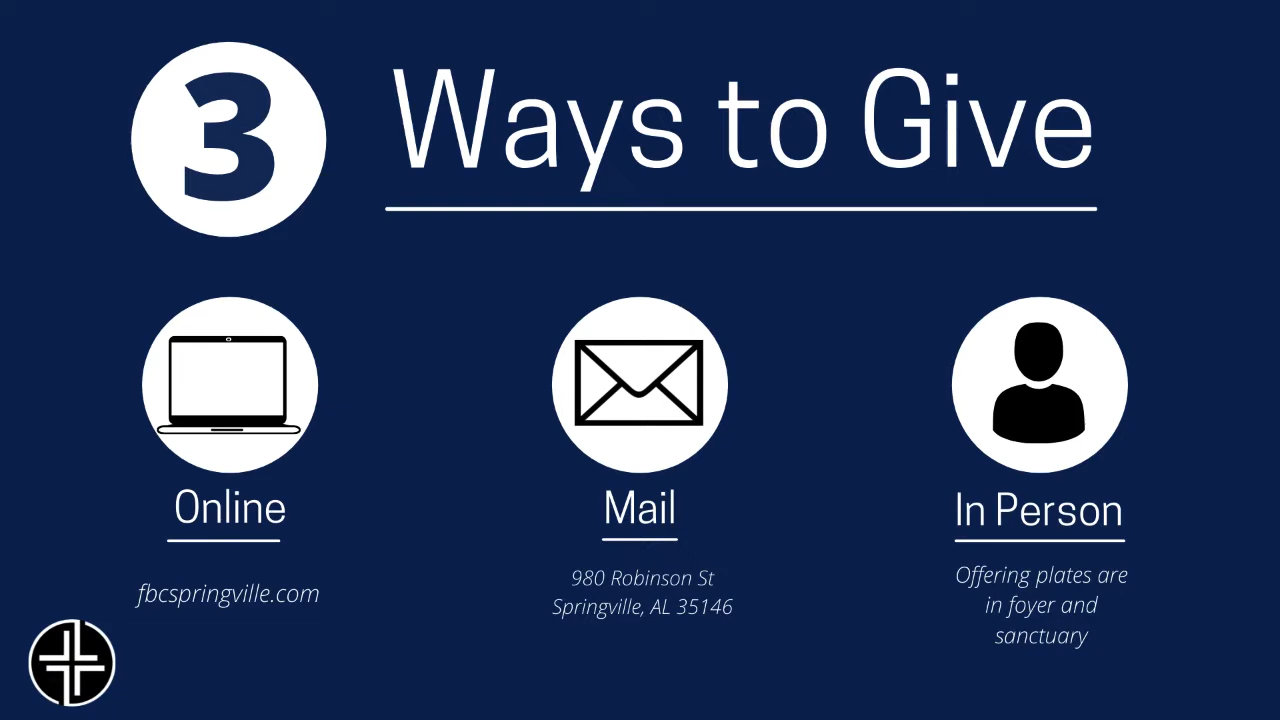 3 Ways to Give
Online
Mail
In Person
fbcspringville.com
980 Robinson St
Springville, AL 35146
Offering plates are
in foyer and
sanctuary